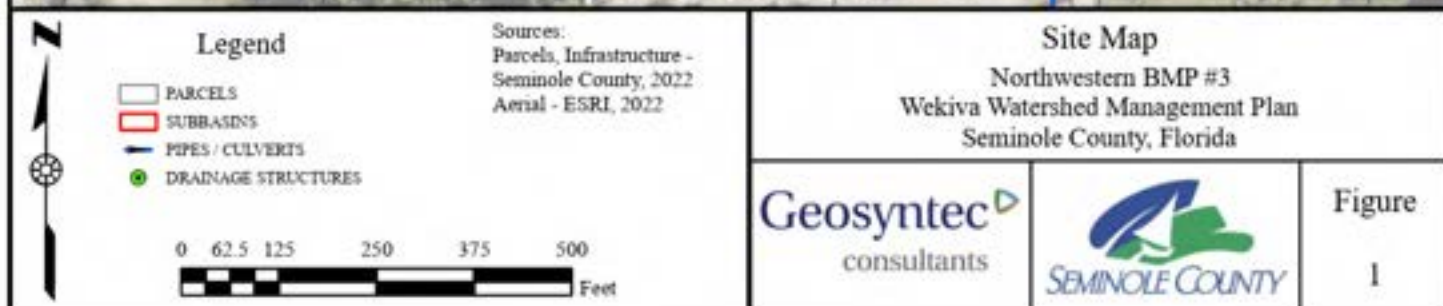 N
Legend
PARCELS
SUBBASINS
PIPES / CULVERTS
DRAINAGE STRUCTURES
Sources:
Parcels, Infrastructure -
Seminole County, 2022
Aerial - ESRI, 2022
0 62.5 125 250 375 500
Feet
Site Map
Northwestern BMP #3
Wekiva Watershed Management Plan
Seminole County, Florida
Geosyntec
consultants
SEMINOLE COUNTY
Figure
1